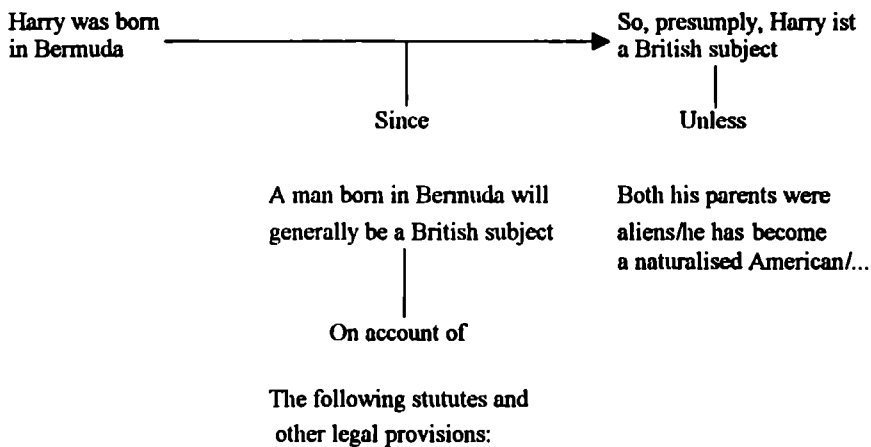 Harry was born
in Bermuda
So, presumply, Harry ist
a British subject
Since
Unless
A man born in Bermuda will
generally be a British subject
Both his parents were
aliens/he has become
a naturalised American/...
On account of
The following stututes and
other legal provisions: